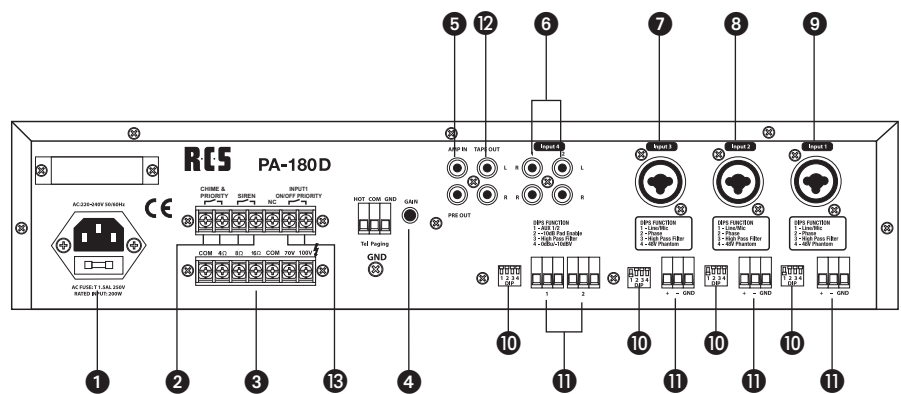 5
12
6
7
8
9
AMP IN
TAPE OUT
Input 4
2
Input 3
Input 2
Input 1
RCS PA-180D
L
R
L
R
R
R
PRE OUT
AC:220-240V 50/60Hz
CE
CHIME &
PRIORITY
SIREN
NC
INPUT1
ON/OFF PRIORITY
HOT COM GND
GAIN
Tel Paging
GND
COM 4Ω 8Ω 16Ω COM 70V 100V
AC FUSE: T 1.5AL 250V
RATED INPUT: 200W
DIPS FUNCTION
1 - AUX 1/2
2 - -10dB Pad Enable
3 - High Pass Filter
4 - 0dBv/-10dBV
DIPS FUNCTION
1 - Line/Mic
2 - Phase
3 - High Pass Filter
4 - 48V Phantom
DIPS FUNCTION
1 - Line/Mic
2 - Phase
3 - High Pass Filter
4 - 48V Phantom
DIPS FUNCTION
1 - Line/Mic
2 - Phase
3 - High Pass Filter
4 - 48V Phantom
1 2 3 4
DIP
1
2
1 2 3 4
DIP
+ - GND
1 2 3 4
DIP
+ - GND
1 2 3 4
DIP
+ - GND
10
11
10
11
10
11
10
11
1
2
3
13
4